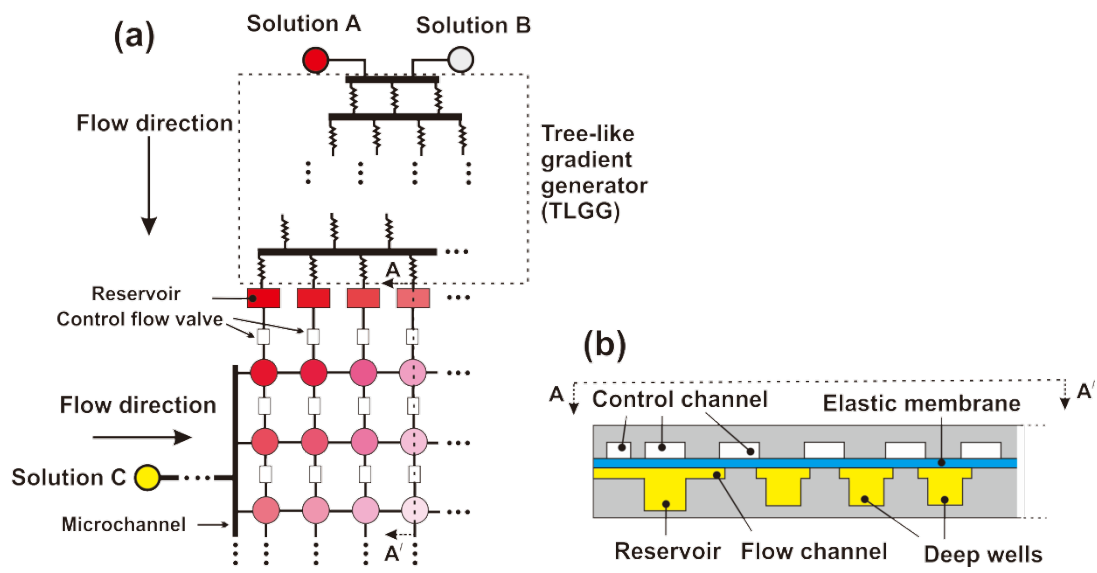 (a)
Solution A
Solution B
Flow direction
Tree-like
gradient
generator
(TLGG)
A
Reservoir
Control flow valve
Flow direction
Solution C
Microchannel
A′
(b)
A
A′
Control channel
Elastic membrane
Reservoir
Flow channel
Deep wells